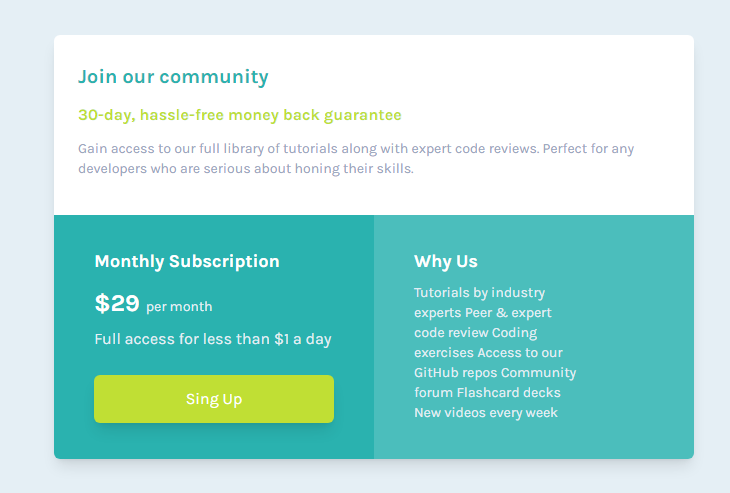 Join our community
30-day, hassle-free money back guarantee
Gain access to our full library of tutorials along with expert code reviews. Perfect for any
developers who are serious about honing their skills.
Monthly Subscription
$29 per month
Full access for less than $1 a day
Sing Up
Why Us
Tutorials by industry
experts Peer & expert
code review Coding
exercises Access to our
GitHub repos Community
forum Flashcard decks
New videos every week